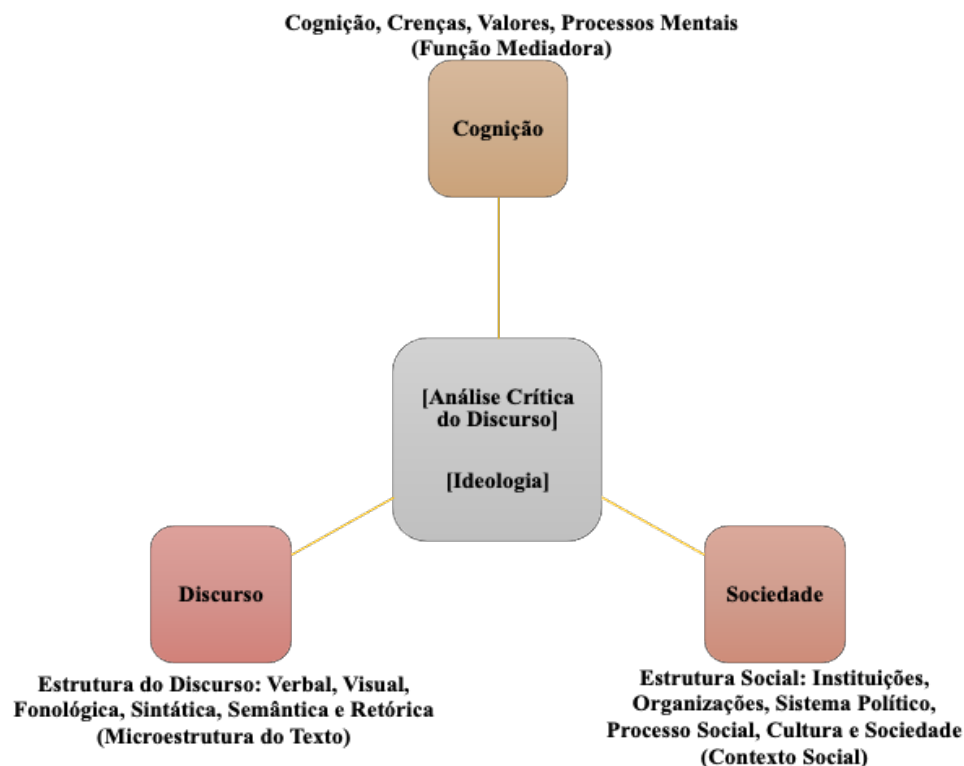 Cognição, Crenças, Valores, Processos Mentais
(Função Mediadora)
Cognição
[Análise Crítica
do Discurso]
[Ideologia]
Discurso
Estrutura do Discurso: Verbal, Visual,
Fonológica, Sintática, Semântica e Retórica
(Microestrutura do Texto)
Sociedade
Estrutura Social: Instituições,
Organizações, Sistema Político,
Processo Social, Cultura e Sociedade
(Contexto Social)